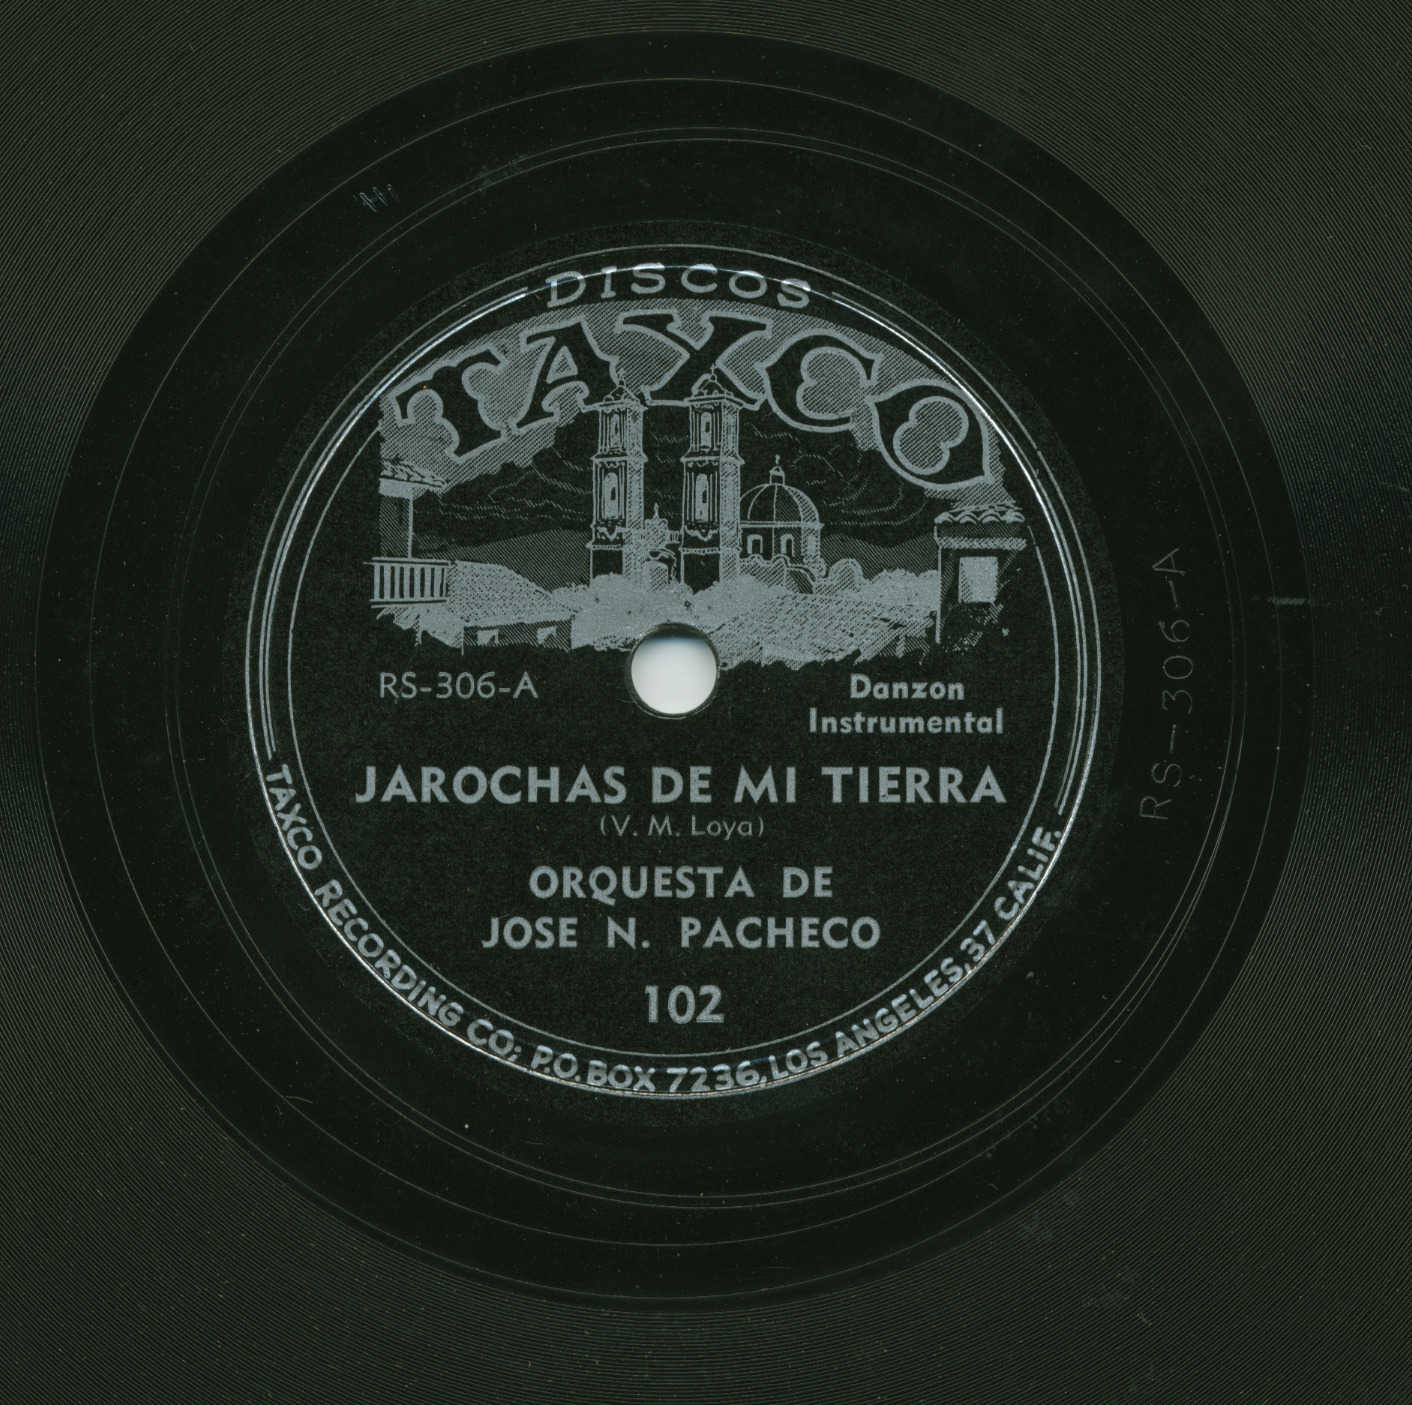 DISCOS
TAXCO
RS-306-A
Danzon
Instrumental
JAROCHAS DE MI TIERRA
(V. M. Loya)
ORQUESTA DE
JOSE N. PACHECO
102
TAXCO RECORDING CO; P.O. BOX 7236, LOS ANGELES, 37 CALIF.
RS-306-A